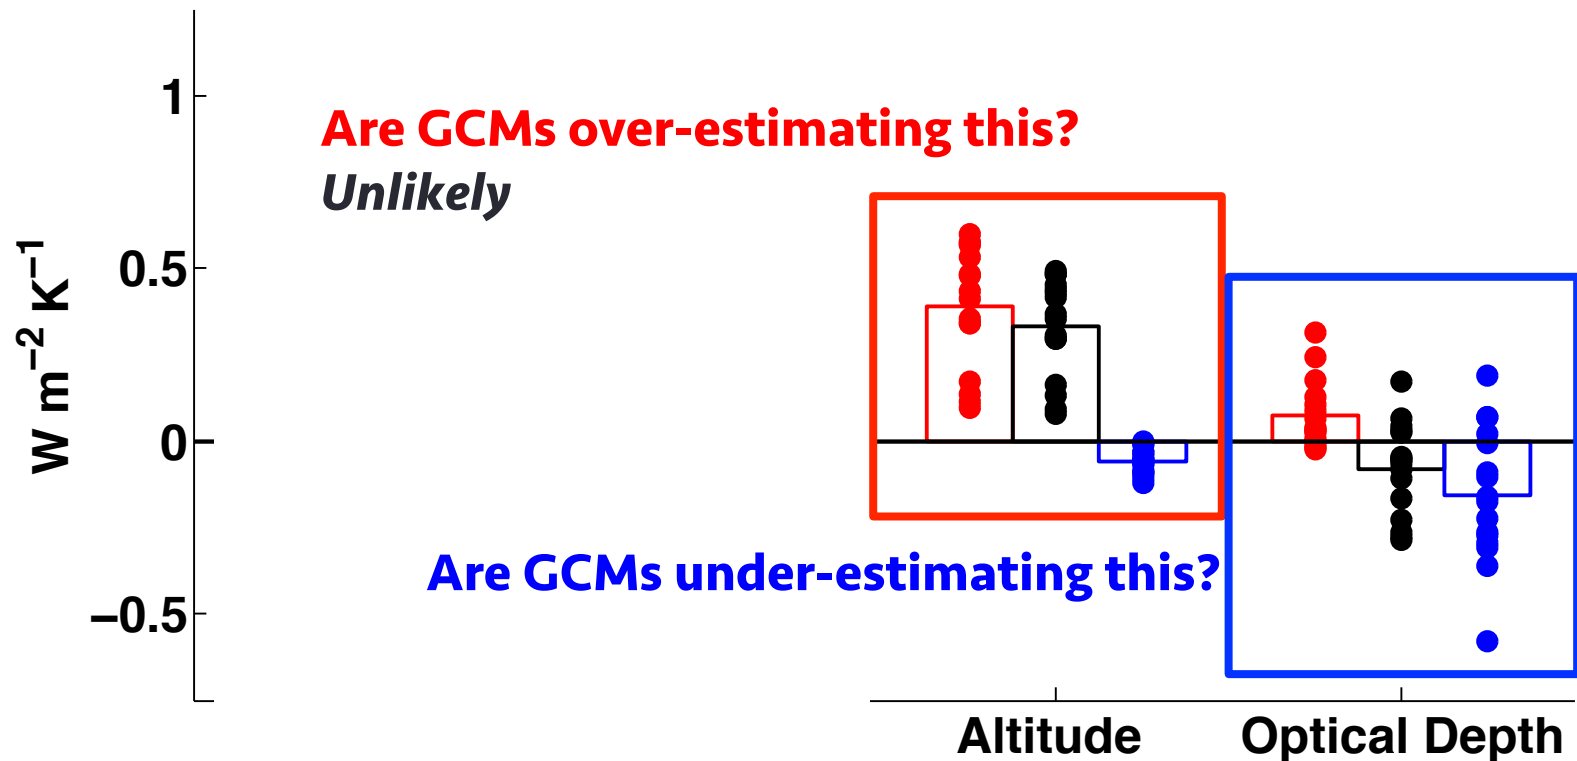 1
Are GCMs over-estimating this?
Unlikely
0.5
W m−2 K−1
0
Are GCMs under-estimating this?
−0.5
Altitude
Optical Depth